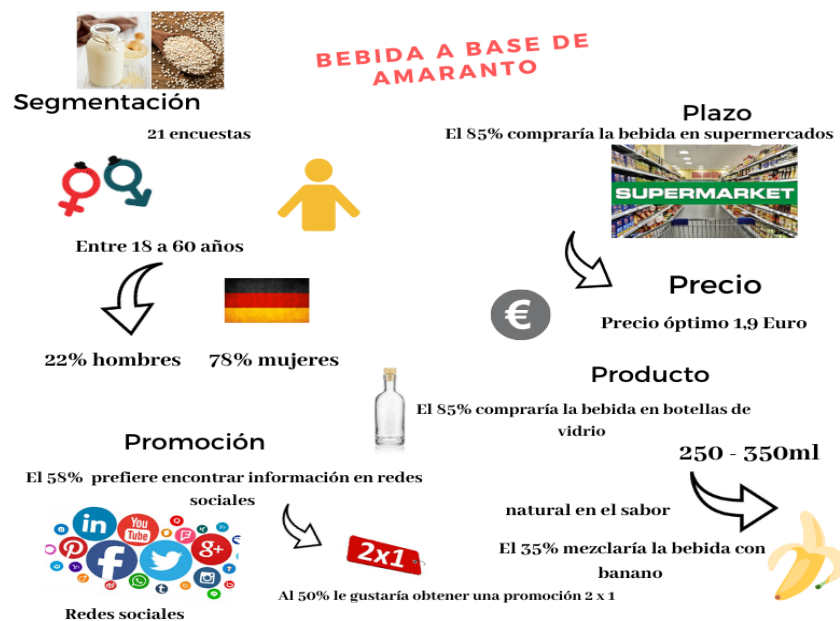 BEBIDA A BASE DE
AMARANTO
Segmentación
21 encuestas
Entre 18 a 60 años
22% hombres
78% mujeres
Plazo
El 85% compraría la bebida en supermercados
SUPERMARKET
Precio
€
Precio óptimo 1,9 Euro
Producto
El 85% compraría la bebida en botellas de
vidrio
250 - 350ml
natural en el sabor
El 35% mezclaría la bebida con
banano
Promoción
El 58% prefiere encontrar información en redes
sociales
in
You
Tube
f
g+
2x1
Al 50% le gustaría obtener una promoción 2 x 1
Redes sociales